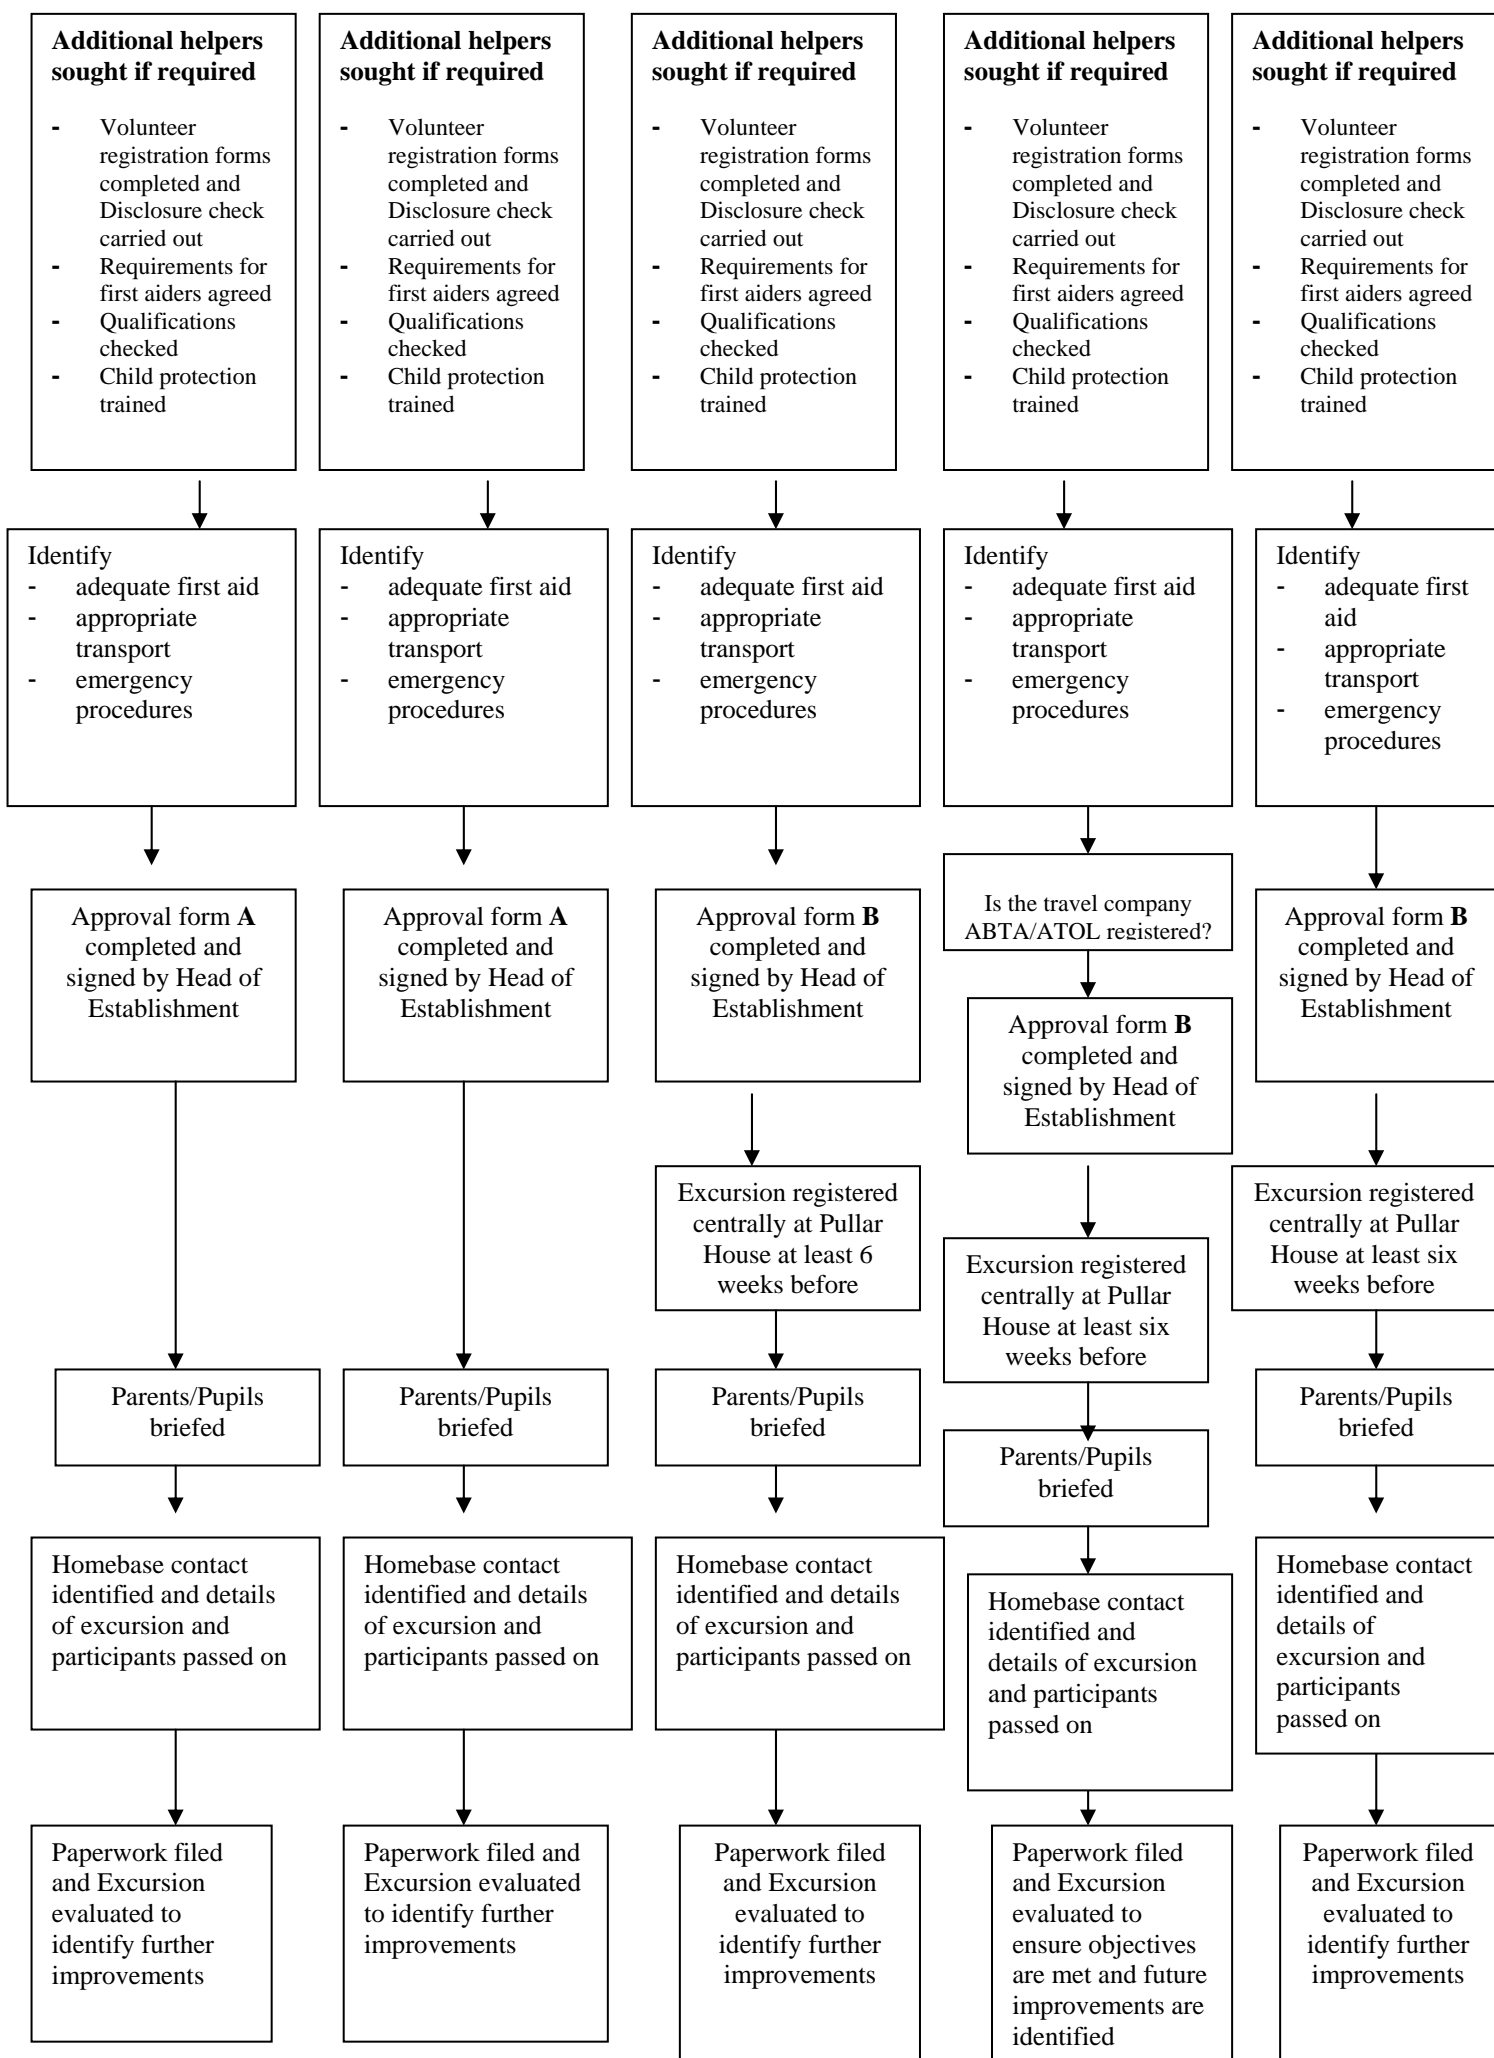 Additional helpers
sought if required
- Volunteer
registration forms
completed and
Disclosure check
carried out
- Requirements for
first aiders agreed
- Qualifications
checked
- Child protection
trained
Identify
- adequate first aid
- appropriate
transport
- emergency
procedures
Approval form A
completed and
signed by Head of
Establishment
Parents/Pupils
briefed
Homebase contact
identified and details
of excursion and
participants passed on
Paperwork filed
and Excursion
evaluated to
identify further
improvements
Additional helpers
sought if required
- Volunteer
registration forms
completed and
Disclosure check
carried out
- Requirements for
first aiders agreed
- Qualifications
checked
- Child protection
trained
Identify
- adequate first aid
- appropriate
transport
- emergency
procedures
Approval form A
completed and
signed by Head of
Establishment
Parents/Pupils
briefed
Homebase contact
identified and details
of excursion and
participants passed on
Paperwork filed and
Excursion evaluated
to identify further
improvements
Additional helpers
sought if required
- Volunteer
registration forms
completed and
Disclosure check
carried out
- Requirements for
first aiders agreed
- Qualifications
checked
- Child protection
trained
Identify
- adequate first aid
- appropriate
transport
- emergency
procedures
Approval form B
completed and
signed by Head of
Establishment
Excursion registered
centrally at Pullar
House at least 6
weeks before
Parents/Pupils
briefed
Homebase contact
identified and details
of excursion and
participants passed on
Paperwork filed
and Excursion
evaluated to
identify further
improvements
Additional helpers
sought if required
- Volunteer
registration forms
completed and
Disclosure check
carried out
- Requirements for
first aiders agreed
- Qualifications
checked
- Child protection
trained
Identify
- adequate first aid
- appropriate
transport
- emergency
procedures
Is the travel company
ABTA/ATOL registered?
Approval form B
completed and
signed by Head of
Establishment
Excursion registered
centrally at Pullar
House at least six
weeks before
Parents/Pupils
briefed
Homebase contact
identified and
details of excursion
and participants
passed on
Paperwork filed
and Excursion
evaluated to
ensure objectives
are met and future
improvements are
identified
Additional helpers
sought if required
- Volunteer
registration forms
completed and
Disclosure check
carried out
- Requirements for
first aiders agreed
- Qualifications
checked
- Child protection
trained
Identify
- adequate first
aid
- appropriate
transport
- emergency
procedures
Approval form B
completed and
signed by Head of
Establishment
Excursion registered
centrally at Pullar
House at least six
weeks before
Parents/Pupils
briefed
Homebase contact
identified and
details of
excursion and
participants
passed on
Paperwork filed
and Excursion
evaluated to
identify further
improvements